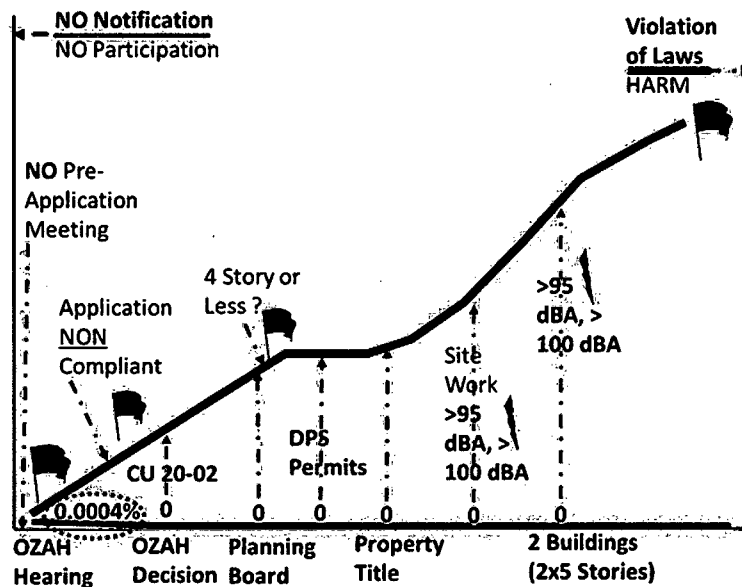 NO Notification
NO Participation
Violation
of Laws
HARM
NO Pre-
Application
Meeting
4 Story or
Less ?
Application
NON
Compliant
>95
dBA, >
100 dBA
Site
Work
>95
dBA, >
100 dBA
DPS
Permits
CU 20-02
0.0004%
0
0
0
0
0
0
OZAH
Hearing
OZAH
Decision
Planning
Board
Property
Title
2 Buildings
(2x5 Stories)